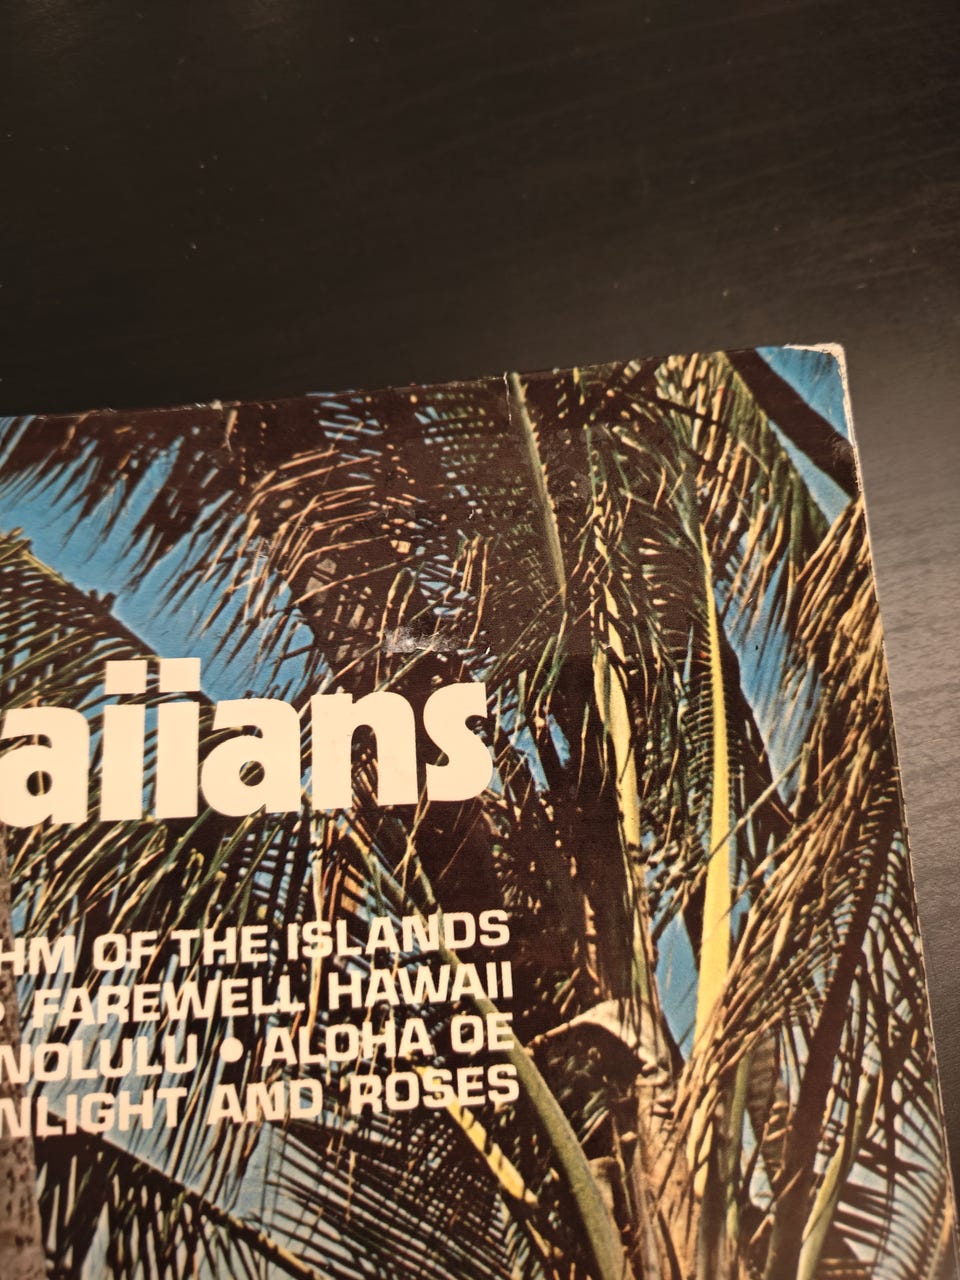 aiians
HM OF THE ISLANDS
• FAREWELL HAWAII
NOLULU • ALOHA OE
NLIGHT AND ROSES